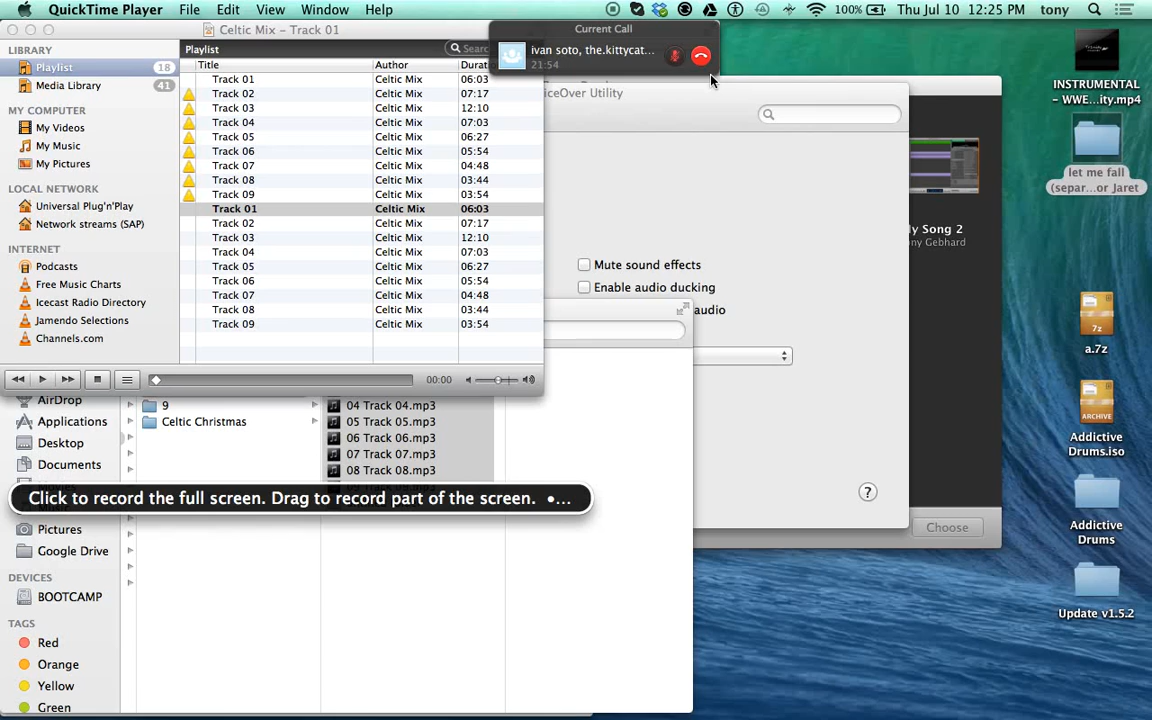 QuickTime Player File Edit View Window Help
100% Thu Jul 10 12:25 PM tony
Celtic Mix – Track 01
Current Call
ivan soto, the.kittycat...
21:54
LIBRARY
Playlist 18
Media Library 41
MY COMPUTER
My Videos
My Music
My Pictures
LOCAL NETWORK
Universal Plug'n'Play
Network streams (SAP)
INTERNET
Podcasts
Free Music Charts
Icecast Radio Directory
Jamendo Selections
Channels.com
Playlist
Title Author
Track 01 Celtic Mix 06:03
Track 02 Celtic Mix 07:17
Track 03 Celtic Mix 12:10
Track 04 Celtic Mix 07:03
Track 05 Celtic Mix 06:27
Track 06 Celtic Mix 05:54
Track 07 Celtic Mix 04:48
Track 08 Celtic Mix 03:44
Track 09 Celtic Mix 03:54
Track 01 Celtic Mix 06:03
Track 02 Celtic Mix 07:17
Track 03 Celtic Mix 12:10
Track 04 Celtic Mix 07:03
Track 05 Celtic Mix 06:27
Track 06 Celtic Mix 05:54
Track 07 Celtic Mix 04:48
Track 08 Celtic Mix 03:44
Track 09 Celtic Mix 03:54
00:00
Utility
Mute sound effects
Enable audio ducking
audio
?
Song 2
Gebhard
Choose
INSTRUMENTAL
– WWE...ity.mp4
let me fall
(separ...or Jaret
7z
a.7z
ARCHIVE
Addictive
Drums.iso
Addictive
Drums
Update v1.5.2
AirDrop
Applications
Desktop
Documents
Pictures
Google Drive
DEVICES
BOOTCAMP
TAGS
Red
Orange
Yellow
Green
9
Celtic Christmas
04 Track 04.mp3
05 Track 05.mp3
06 Track 06.mp3
07 Track 07.mp3
08 Track 08.mp3
Click to record the full screen. Drag to record part of the screen. •...